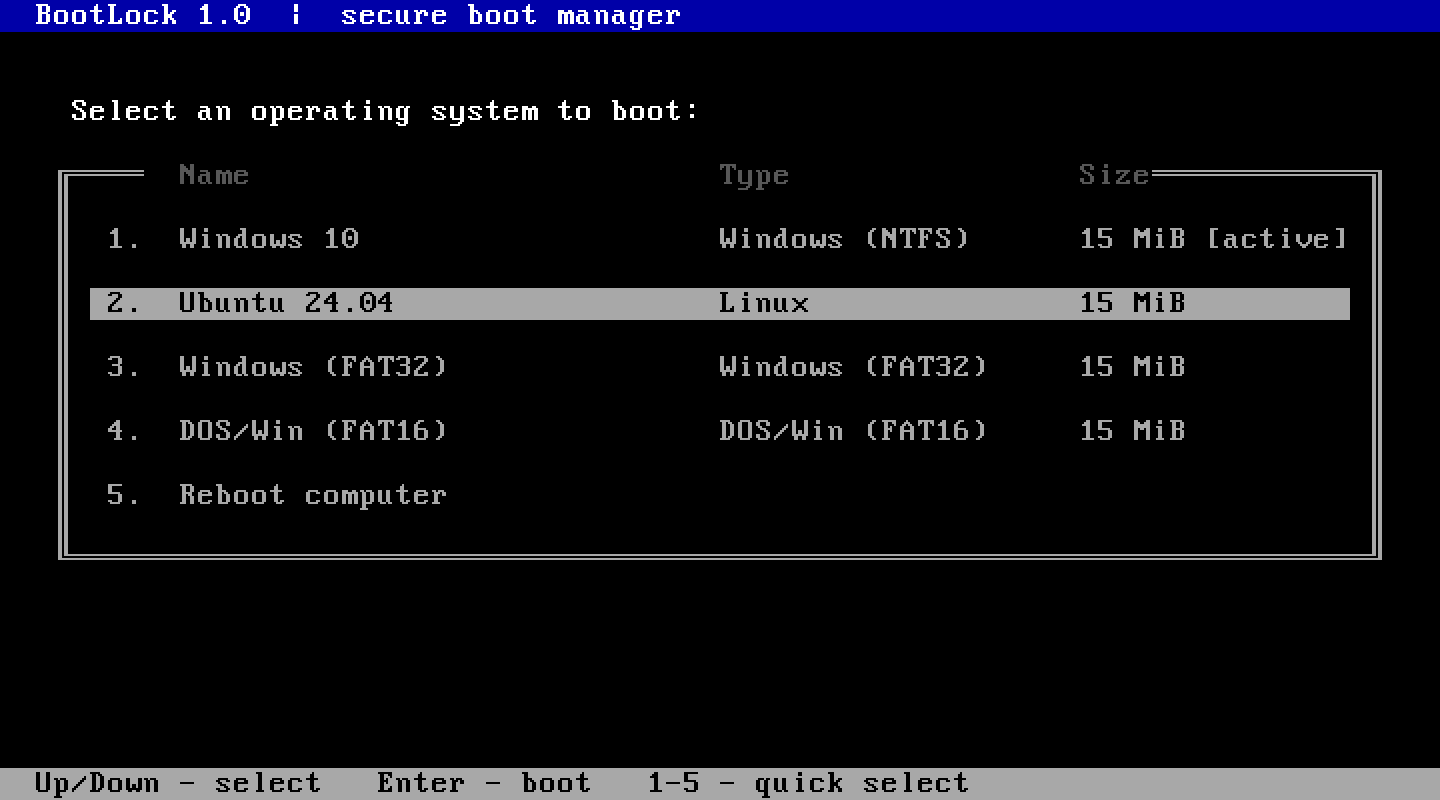 BootLock 1.0 ¦ secure boot manager
Select an operating system to boot:
Name Type Size
1. Windows 10 Windows (NTFS) 15 MiB [active]
2. Ubuntu 24.04 Linux 15 MiB
3. Windows (FAT32) Windows (FAT32) 15 MiB
4. DOS/Win (FAT16) DOS/Win (FAT16) 15 MiB
5. Reboot computer
Up/Down - select Enter - boot 1-5 - quick select